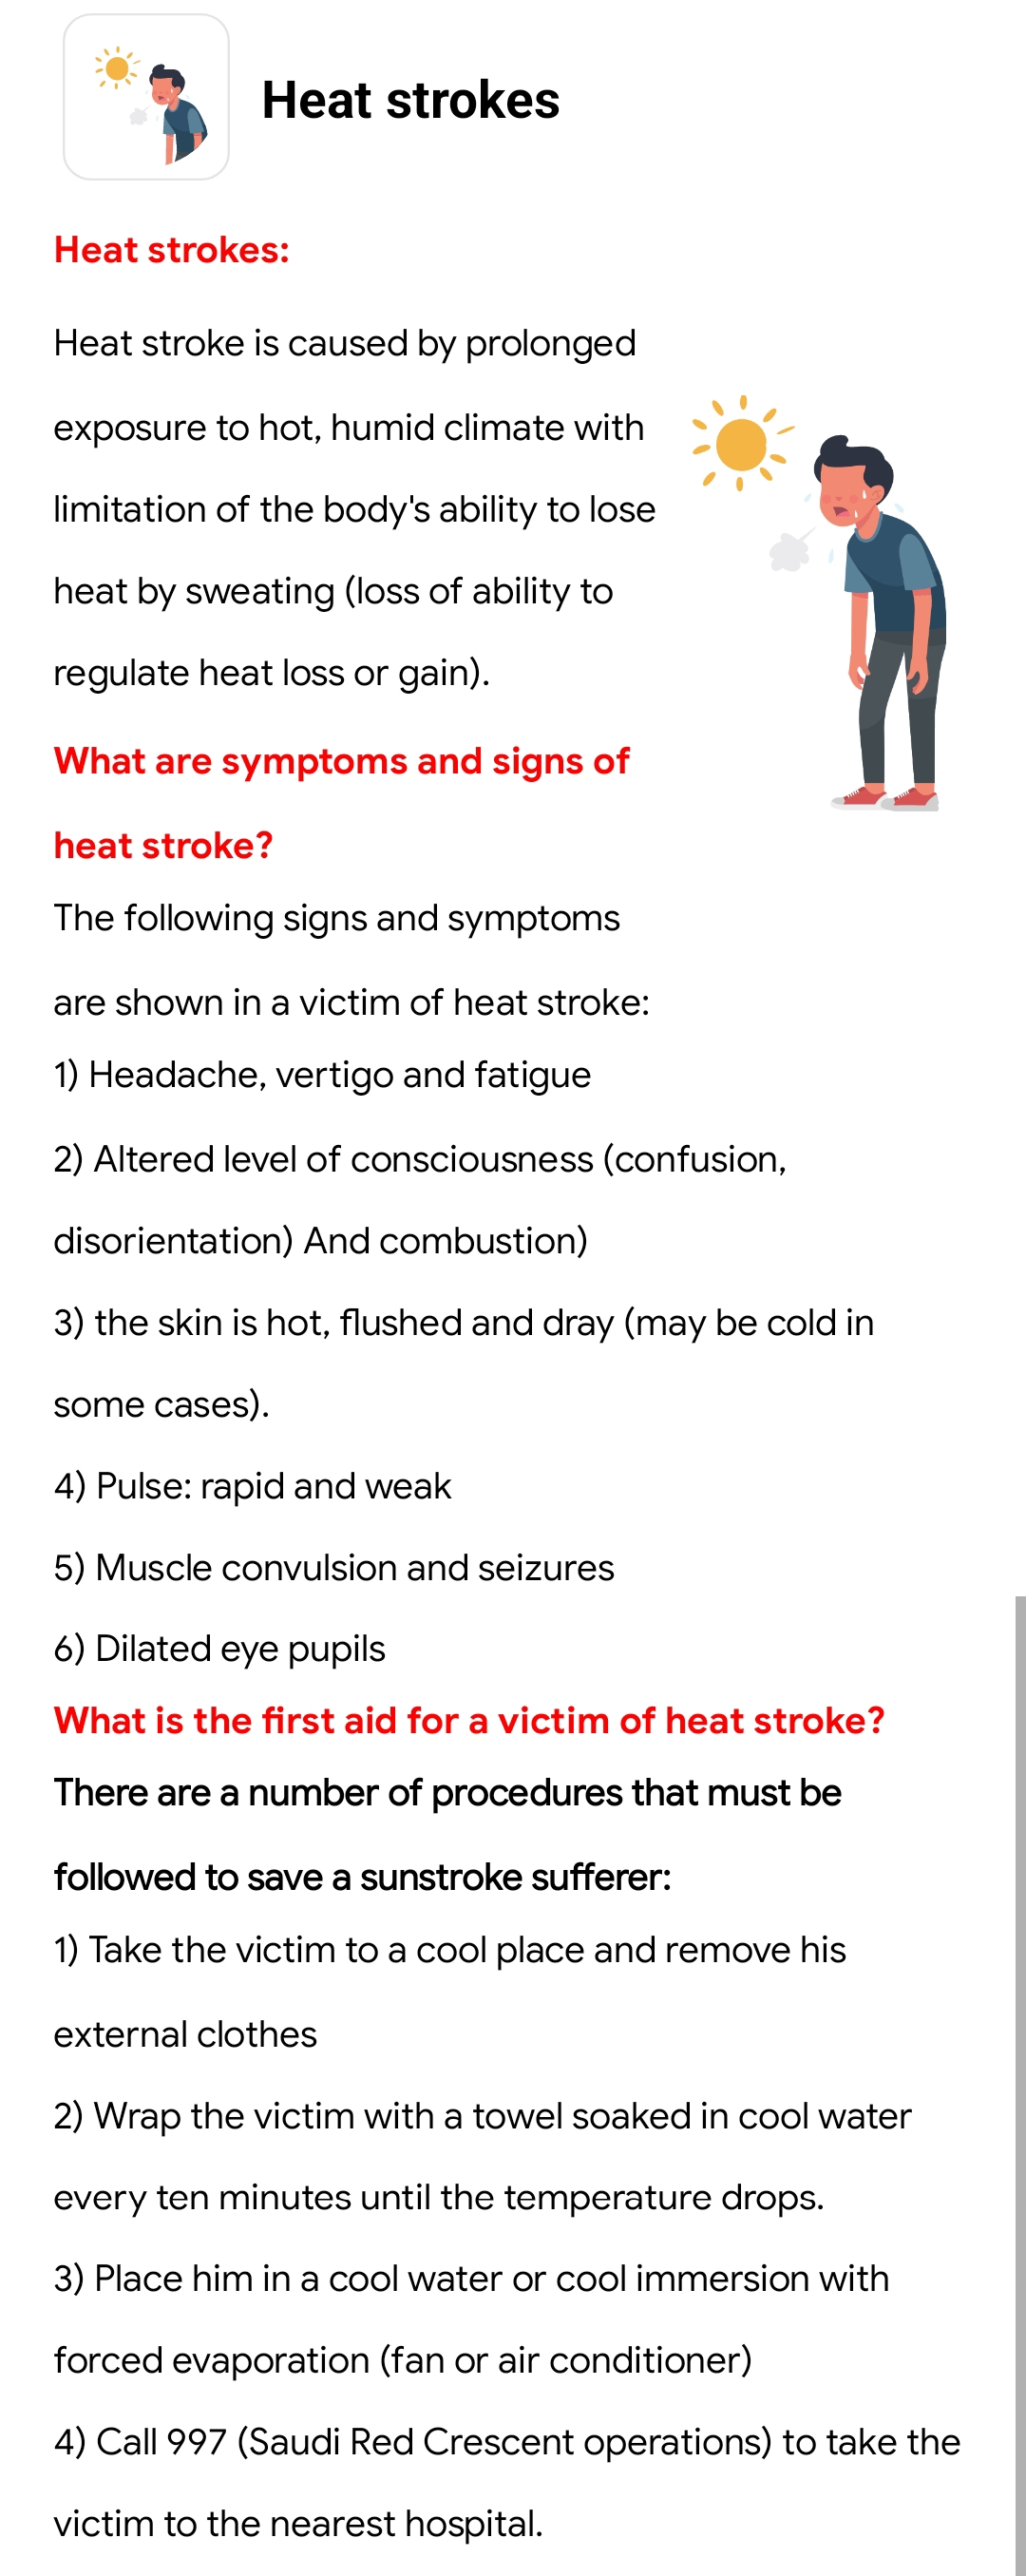 Heat strokes
Heat strokes:
Heat stroke is caused by prolonged
exposure to hot, humid climate with
limitation of the body's ability to lose
heat by sweating (loss of ability to
regulate heat loss or gain).
What are symptoms and signs of
heat stroke?
The following signs and symptoms
are shown in a victim of heat stroke:
1) Headache, vertigo and fatigue
2) Altered level of consciousness (confusion,
disorientation) And combustion)
3) the skin is hot, flushed and dray (may be cold in
some cases).
4) Pulse: rapid and weak
5) Muscle convulsion and seizures
6) Dilated eye pupils
What is the first aid for a victim of heat stroke?
There are a number of procedures that must be
followed to save a sunstroke sufferer:
1) Take the victim to a cool place and remove his
external clothes
2) Wrap the victim with a towel soaked in cool water
every ten minutes until the temperature drops.
3) Place him in a cool water or cool immersion with
forced evaporation (fan or air conditioner)
4) Call 997 (Saudi Red Crescent operations) to take the
victim to the nearest hospital.